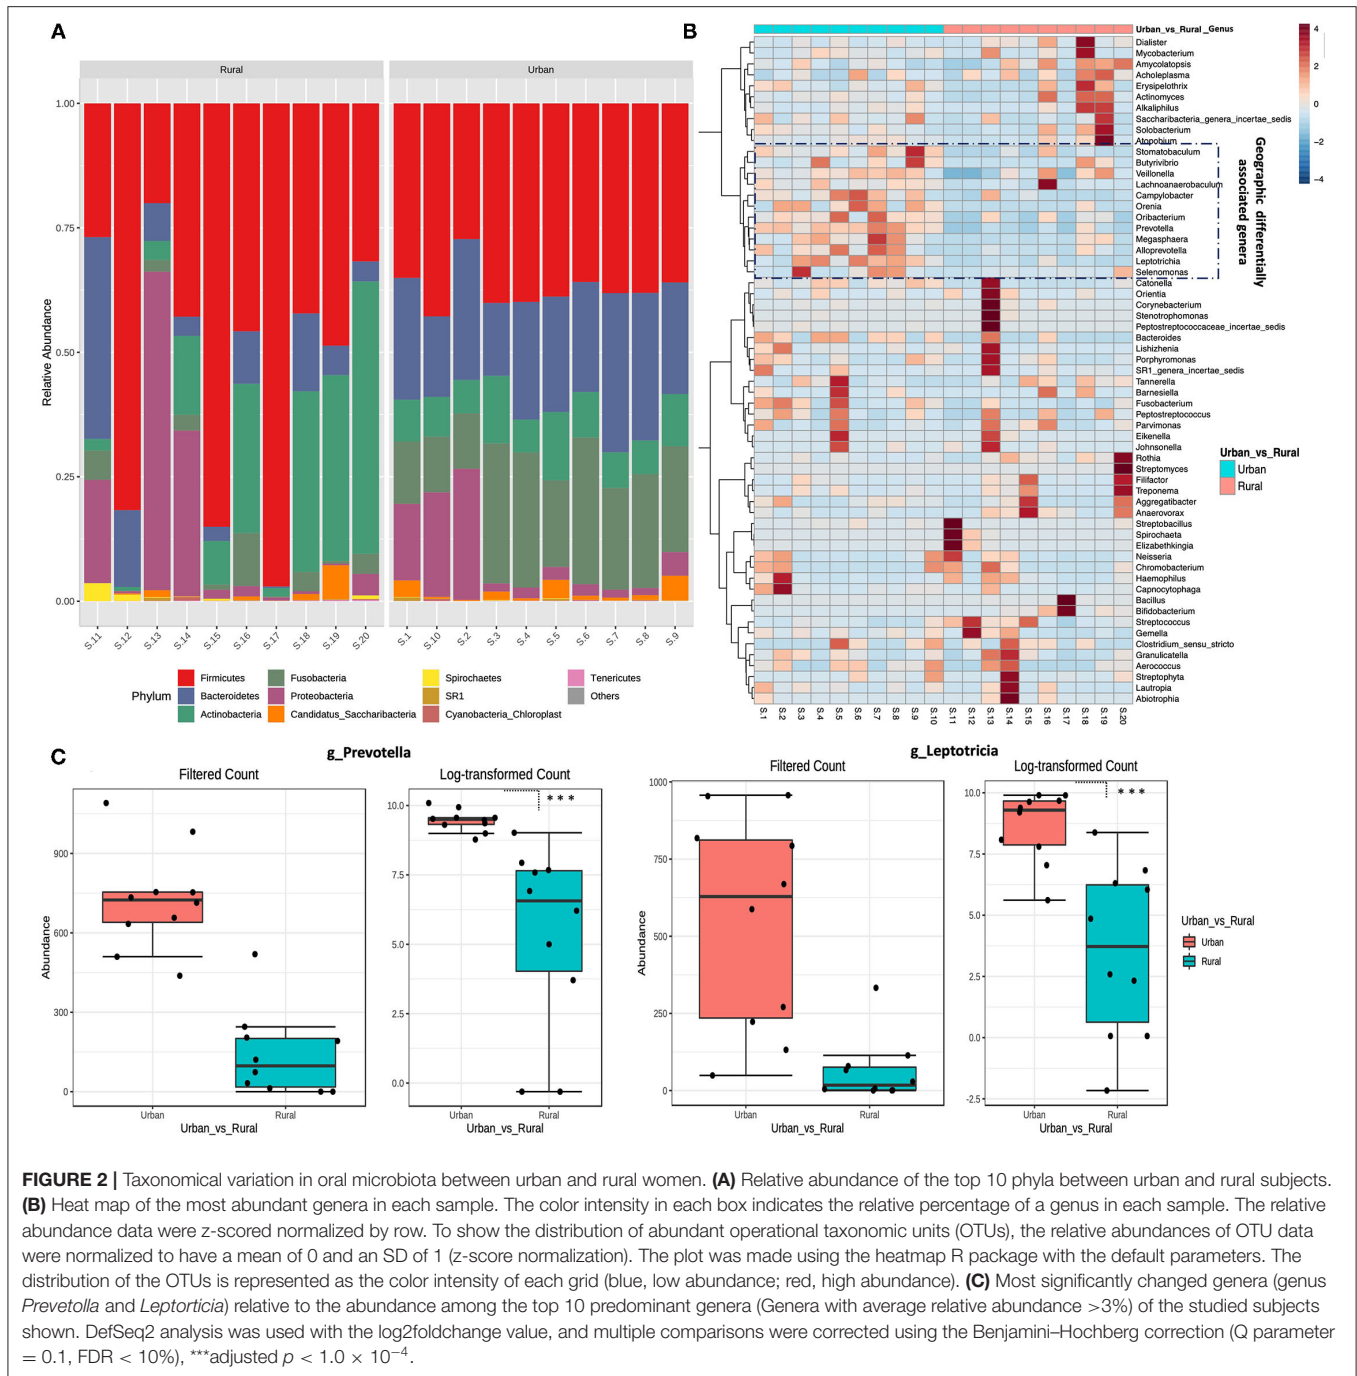 A
Rural
Urban
1.00
0.75
0.50
0.25
0.00
Relative Abundance
S.11
S.12
S.13
S.14
S.15
S.16
S.17
S.18
S.19
S.20
S.1
S.10
S.2
S.3
S.4
S.5
S.6
S.7
S.8
S.9
Phylum
Firmicutes
Bacteroidetes
Actinobacteria
Fusobacteria
Proteobacteria
Candidatus_Saccharibacteria
Spirochaetes
SR1
Cyanobacteria_Chloroplast
Tenericutes
Others
B
Urban_vs_Rural_Genus
Dialister
Mycobacterium
Amycolatopsis
Acholeplasma
Erysipelothrix
Actinomyces
Alkaliphilus
Saccharibacteria_genera_incertae_sedis
Solobacterium
Atopobium
Stomatobaculum
Butyrivibrio
Veillonella
Lachnoanaerobaculum
Campylobacter
Orenia
Oribacterium
Prevotella
Megasphaera
Alloprevotella
Leptotrichia
Selenomonas
Catonella
Orientia
Corynebacterium
Stenotrophomonas
Peptostreptococcaceae_incertae_sedis
Bacteroides
Lishizhenia
Porphyromonas
SR1_genera_incertae_sedis
Tannerella
Barnesiella
Fusobacterium
Peptostreptococcus
Parvimonas
Eikenella
Johnsonella
Rothia
Streptomyces
Filifactor
Treponema
Aggregatibacter
Anaerovorax
Streptobacillus
Spirochaeta
Elizabethkingia
Neisseria
Chromobacterium
Haemophilus
Capnocytophaga
Bacillus
Bifidobacterium
Streptococcus
Gemella
Clostridium_sensu_stricto
Granulicatella
Aerococcus
Streptophyta
Lautropia
Abiotrophia
S.1
S.2
S.3
S.4
S.5
S.6
S.7
S.8
S.9
S.10
S.11
S.12
S.13
S.14
S.15
S.16
S.17
S.18
S.19
S.20
Geographic differentially
associated genera
4
2
0
−2
−4
Urban_vs_Rural
Urban
Rural
C
g_Prevotella
Filtered Count
Abundance
900
600
300
0
Urban
Rural
Urban_vs_Rural
Log-transformed Count
***
10.0
7.5
5.0
2.5
0.0
Urban
Rural
Urban_vs_Rural
g_Leptotricia
Filtered Count
Abundance
1000
750
500
250
0
Urban
Rural
Urban_vs_Rural
Log-transformed Count
***
10.0
7.5
5.0
2.5
0.0
-2.5
Urban
Rural
Urban_vs_Rural
Urban_vs_Rural
Urban
Rural
FIGURE 2 | Taxonomical variation in oral microbiota between urban and rural women. (A) Relative abundance of the top 10 phyla between urban and rural subjects.
(B) Heat map of the most abundant genera in each sample. The color intensity in each box indicates the relative percentage of a genus in each sample. The relative
abundance data were z-scored normalized by row. To show the distribution of abundant operational taxonomic units (OTUs), the relative abundances of OTU data
were normalized to have a mean of 0 and an SD of 1 (z-score normalization). The plot was made using the heatmap R package with the default parameters. The
distribution of the OTUs is represented as the color intensity of each grid (blue, low abundance; red, high abundance). (C) Most significantly changed genera (genus
Prevetolla and Leptorticia) relative to the abundance among the top 10 predominant genera (Genera with average relative abundance >3%) of the studied subjects
shown. DefSeq2 analysis was used with the log2foldchange value, and multiple comparisons were corrected using the Benjamini–Hochberg correction (Q parameter
= 0.1, FDR < 10%), ***adjusted p < 1.0 × 10⁻⁴.